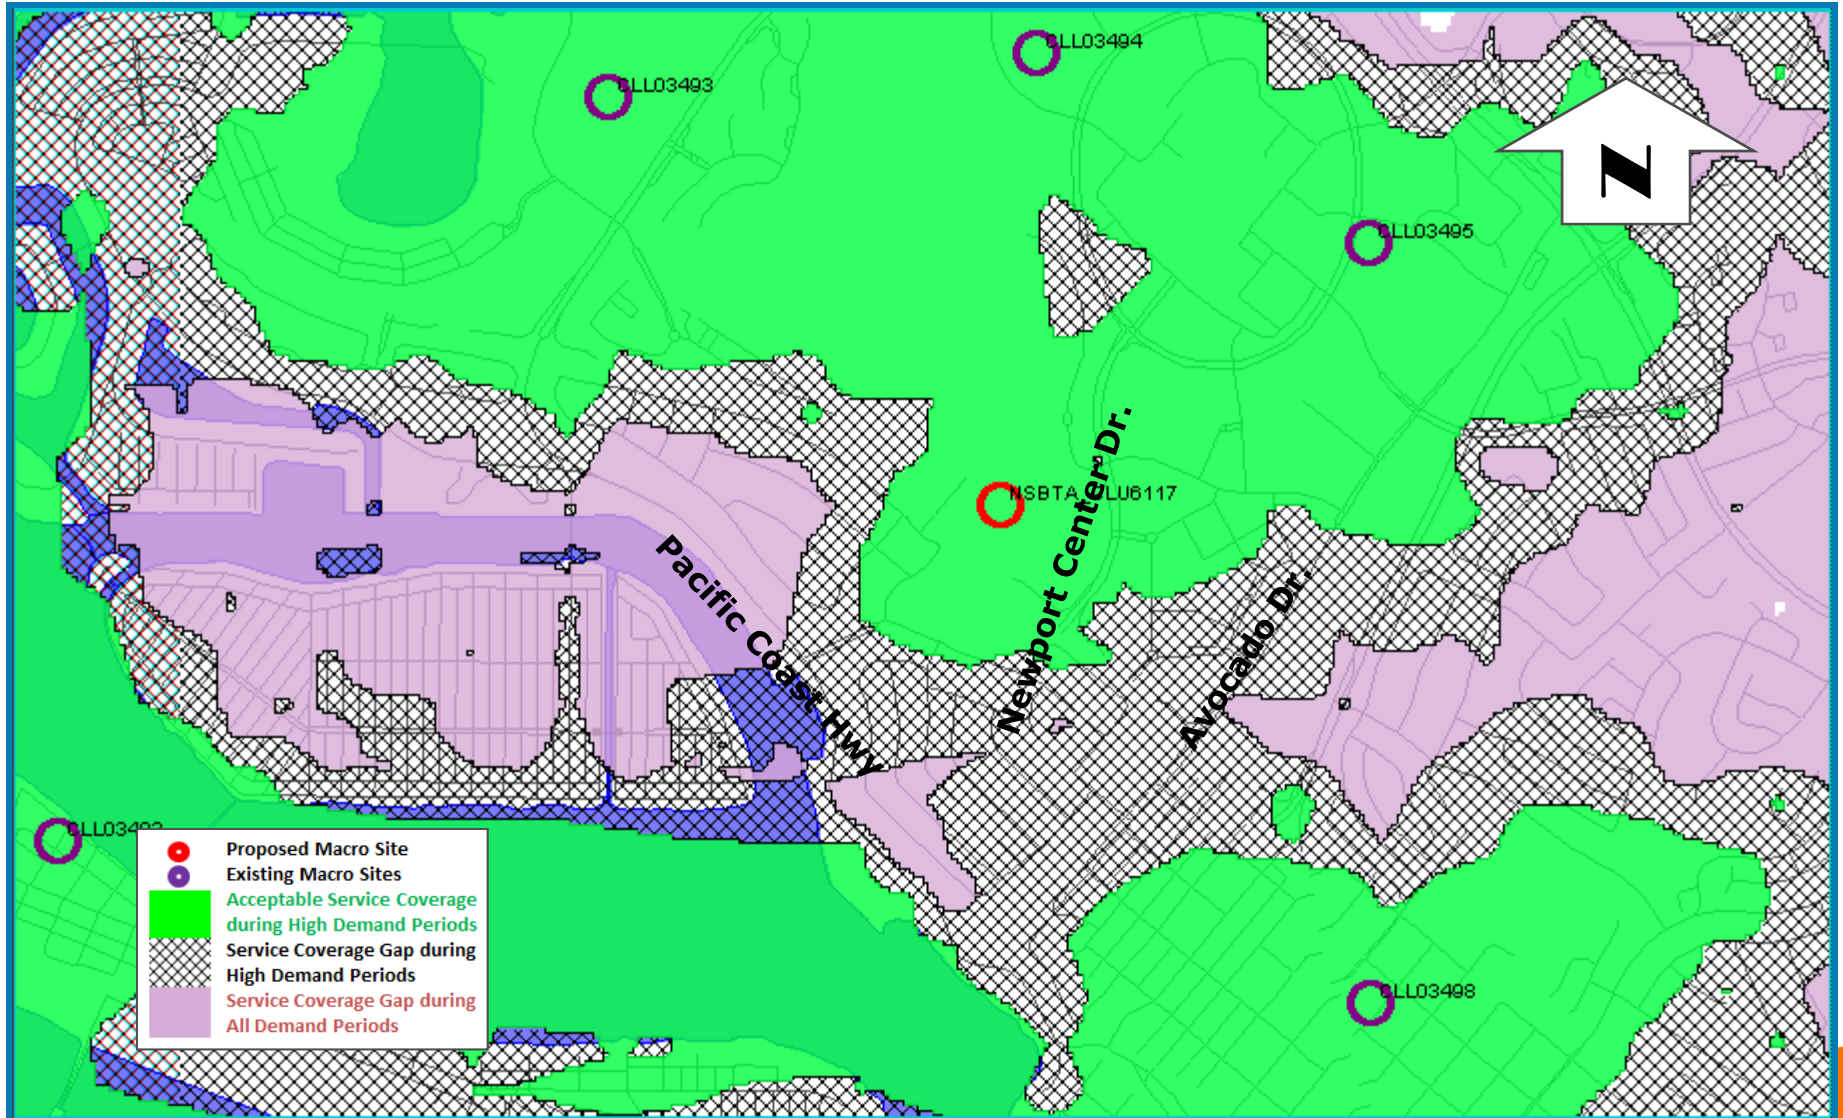 CLL03494
CLL03493
N
CLL03495
NSBTA CLU6117
Newport Center Dr.
Pacific Coast Hwy
Avocado Dr.
CLL03498
Proposed Macro Site
Existing Macro Sites
Acceptable Service Coverage
during High Demand Periods
Service Coverage Gap during
High Demand Periods
Service Coverage Gap during
All Demand Periods